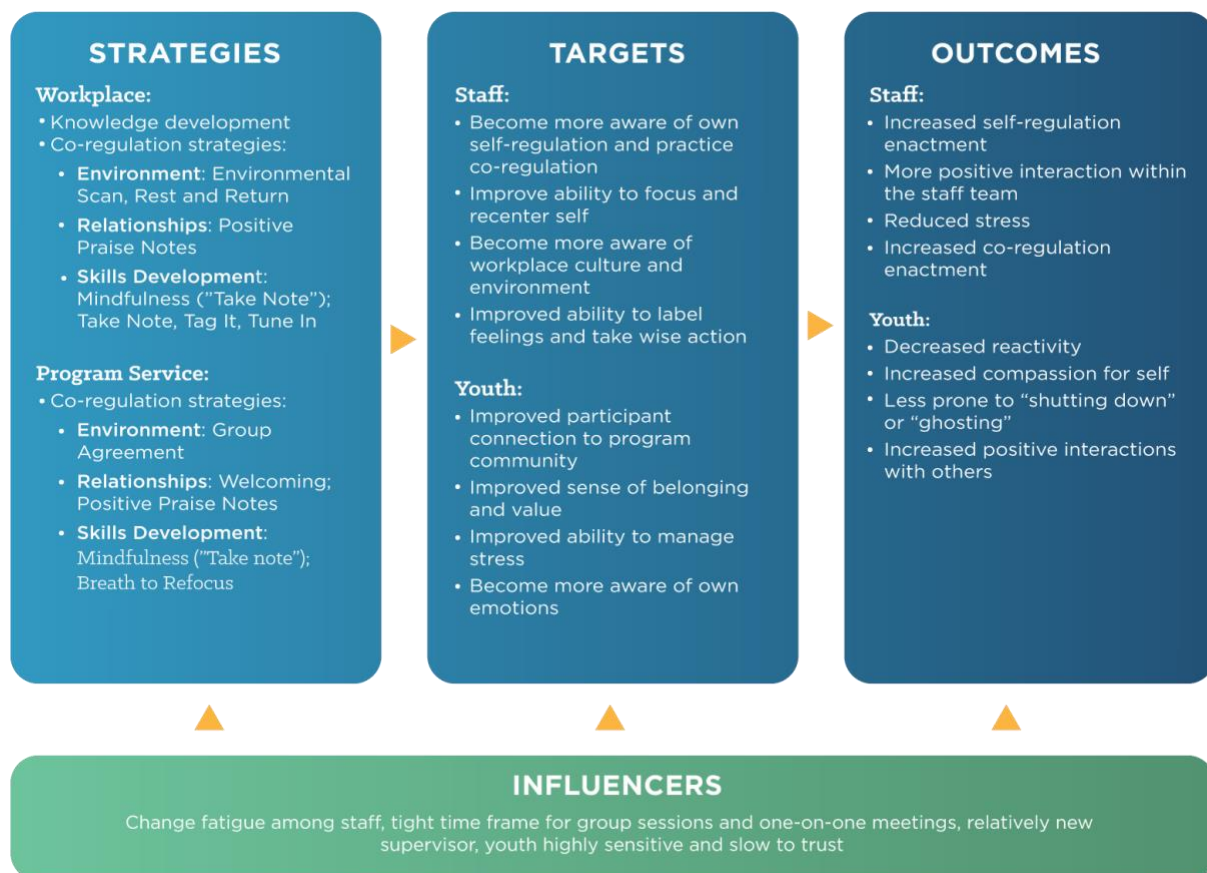 STRATEGIES
Workplace:
• Knowledge development
• Co-regulation strategies:
• Environment: Environmental
Scan, Rest and Return
• Relationships: Positive
Praise Notes
• Skills Development:
Mindfulness (”Take Note”);
Take Note, Tag It, Tune In
Program Service:
• Co-regulation strategies:
• Environment: Group
Agreement
• Relationships: Welcoming;
Positive Praise Notes
• Skills Development:
Mindfulness (”Take note”);
Breath to Refocus
TARGETS
Staff:
• Become more aware of own
self-regulation and practice
co-regulation
• Improve ability to focus and
recenter self
• Become more aware of
workplace culture and
environment
• Improved ability to label
feelings and take wise action
Youth:
• Improved participant
connection to program
community
• Improved sense of belonging
and value
• Improved ability to manage
stress
• Become more aware of own
emotions
OUTCOMES
Staff:
• Increased self-regulation
enactment
• More positive interaction within
the staff team
• Reduced stress
• Increased co-regulation
enactment
Youth:
• Decreased reactivity
• Increased compassion for self
• Less prone to “shutting down”
or “ghosting”
• Increased positive interactions
with others
INFLUENCERS
Change fatigue among staff, tight time frame for group sessions and one-on-one meetings, relatively new
supervisor, youth highly sensitive and slow to trust